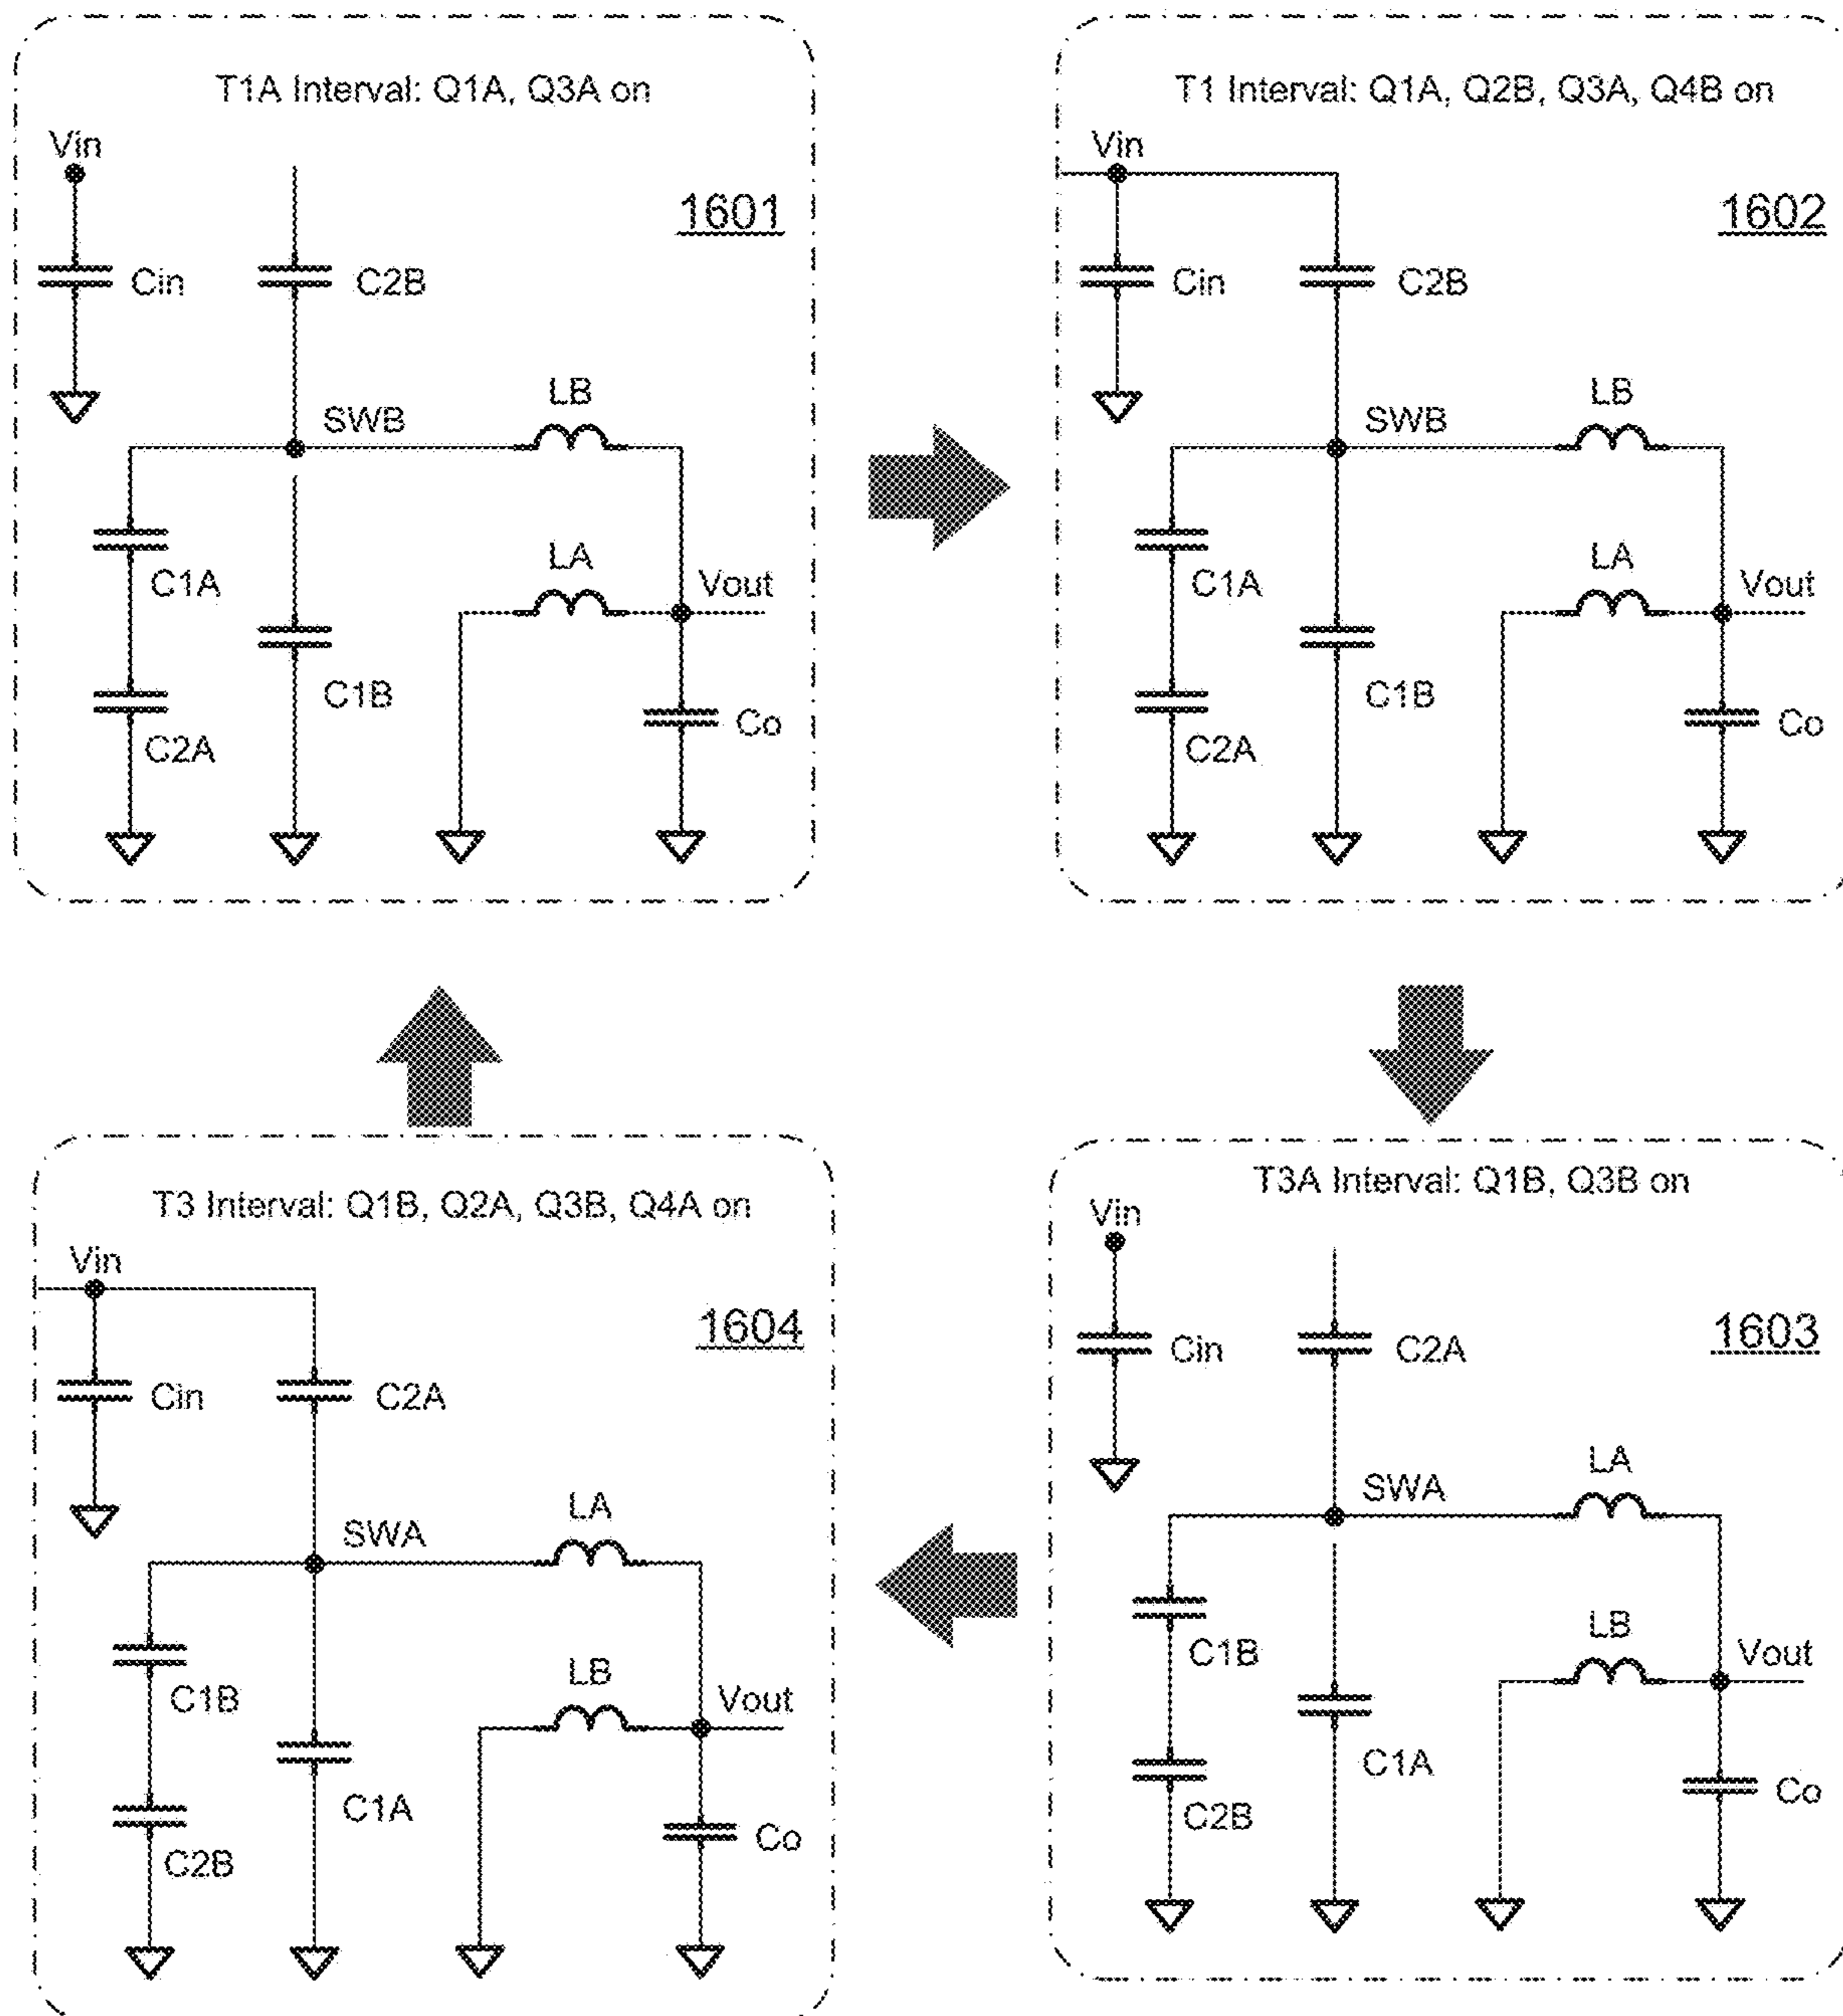 T1A Interval: Q1A, Q3A on
Vin
1601
Cin
C2B
SWB
LB
C1A
LA
Vout
C1B
C2A
Co
T1 Interval: Q1A, Q2B, Q3A, Q4B on
Vin
1602
Cin
C2B
SWB
LB
C1A
LA
Vout
C1B
C2A
Co
T3 Interval: Q1B, Q2A, Q3B, Q4A on
Vin
1604
Cin
C2A
SWA
LA
C1B
LB
Vout
C1A
C2B
Co
T3A Interval: Q1B, Q3B on
Vin
1603
Cin
C2A
SWA
LA
C1B
LB
Vout
C1A
C2B
Co